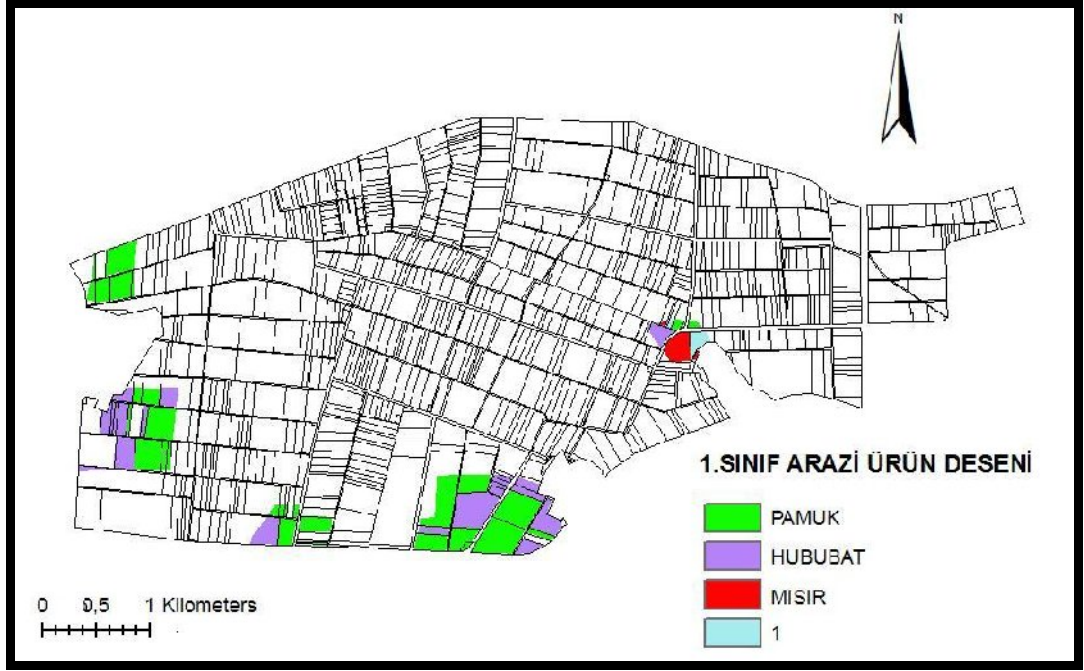 N
1.SINIF ARAZİ ÜRÜN DESENİ
PAMUK
HUBUBAT
MISIR
1
0 0,5 1 Kilometers